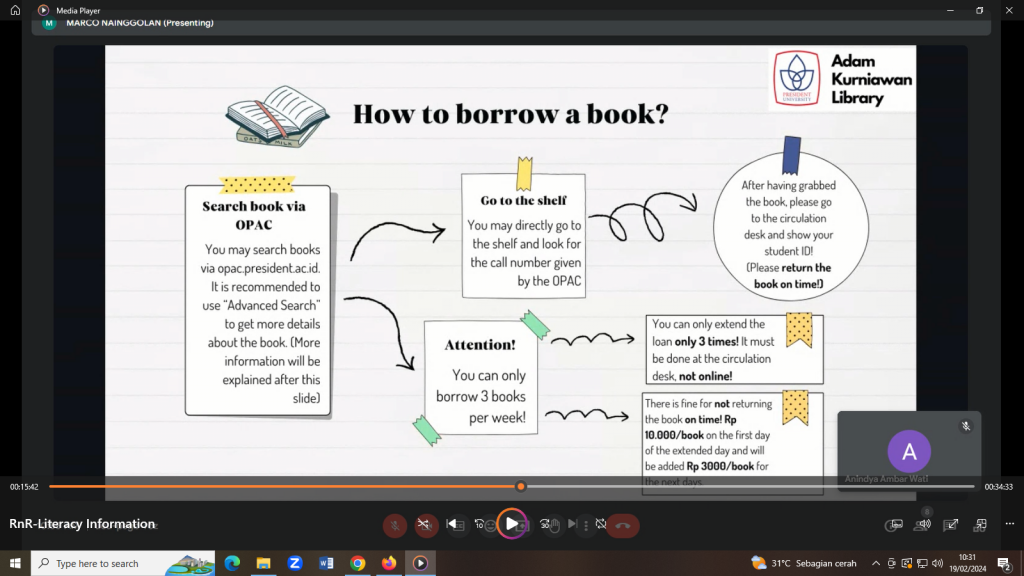 Media Player
M MARCO NAINGGOLAN (Presenting)
PRESIDENT
UNIVERSITY
Adam
Kurniawan
Library
How to borrow a book?
Search book via
OPAC
You may search books
via opac.president.ac.id.
It is recommended to
use "Advanced Search"
to get more details
about the book. (More
information will be
explained after this
slide)
Go to the shelf
You may directly go to
the shelf and look for
the call number given
by the OPAC
After having grabbed
the book, please go
to the circulation
desk and show your
student ID!
(Please return the
book on time!)
Attention!
You can only
borrow 3 books
per week!
You can only extend the
loan only 3 times! It must
be done at the circulation
desk, not online!
There is fine for not returning
the book on time! Rp
10.000/book on the first day
of the extended day and will
be added Rp 3000/book for
the next days.
A
Anindya Ambar Wati
00:15:42
00:34:33
RnR-Literacy Information
10
30
8
Type here to search
31°C Sebagian cerah
10:31
19/02/2024
2